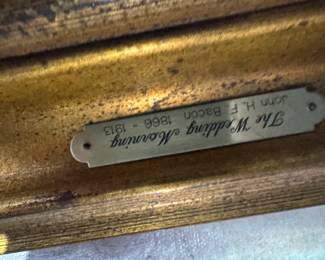 The Wedding Morning
John H. F Bacon 1866 - 1913